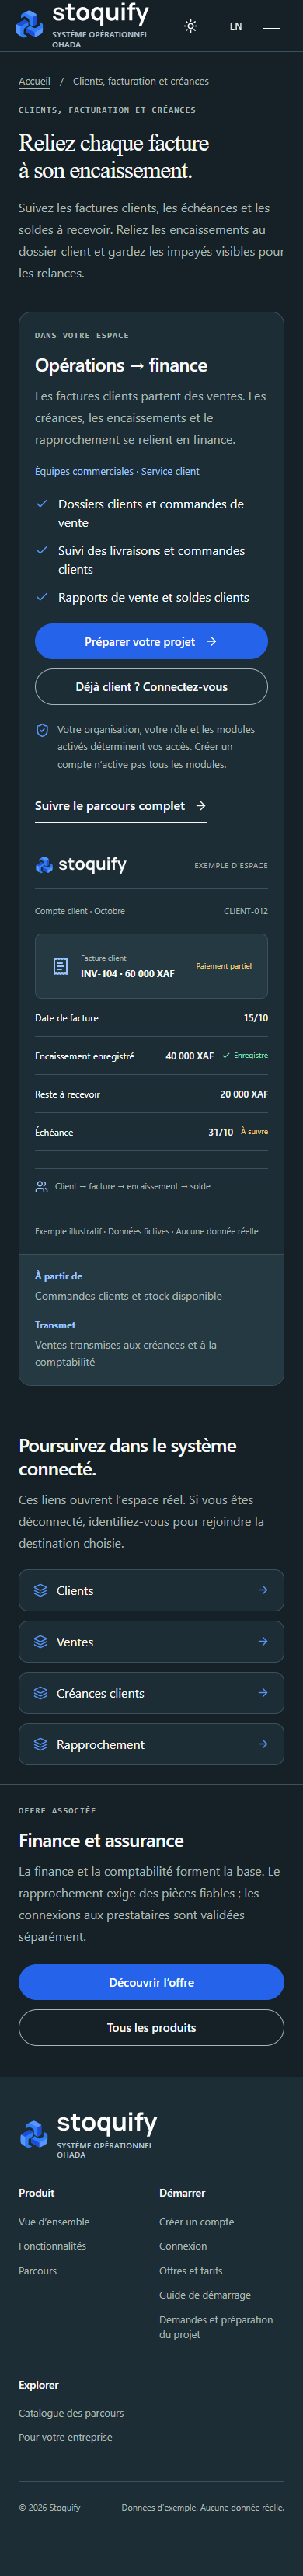 stoquify
SYSTÈME OPÉRATIONNEL
OHADA
EN
Accueil / Clients, facturation et créances
CLIENTS, FACTURATION ET CRÉANCES
Reliez chaque facture
à son encaissement.
Suivez les factures clients, les échéances et les
soldes à recevoir. Reliez les encaissements au
dossier client et gardez les impayés visibles pour
les relances.
DANS VOTRE ESPACE
Opérations → finance
Les factures clients partent des ventes. Les
créances, les encaissements et le
rapprochement se relient en finance.
Équipes commerciales · Service client
Dossiers clients et commandes de
vente
Suivi des livraisons et commandes
clients
Rapports de vente et soldes clients
Préparer votre projet →
Déjà client ? Connectez-vous
Votre organisation, votre rôle et les modules
activés déterminent vos accès. Créer un
compte n'active pas tous les modules.
Suivre le parcours complet →
stoquify EXEMPLE D'ESPACE
Compte client · Octobre CLIENT-012
Facture client
INV-104 · 60 000 XAF Paiement partiel
Date de facture 15/10
Encaissement enregistré 40 000 XAF ✓ Enregistré
Reste à recevoir 20 000 XAF
Échéance 31/10 À suivre
Client → facture → encaissement → solde
Exemple illustratif · Données fictives · Aucune donnée réelle
À partir de
Commandes clients et stock disponible
Transmet
Ventes transmises aux créances et à la
comptabilité
Poursuivez dans le système
connecté.
Ces liens ouvrent l'espace réel. Si vous êtes
déconnecté, identifiez-vous pour rejoindre la
destination choisie.
Clients →
Ventes →
Créances clients →
Rapprochement →
OFFRE ASSOCIÉE
Finance et assurance
La finance et la comptabilité forment la base. Le
rapprochement exige des pièces fiables ; les
connexions aux prestataires sont validées
séparément.
Découvrir l'offre
Tous les produits
stoquify
SYSTÈME OPÉRATIONNEL
OHADA
Produit
Vue d'ensemble
Fonctionnalités
Parcours
Démarrer
Créer un compte
Connexion
Offres et tarifs
Guide de démarrage
Demandes et préparation
du projet
Explorer
Catalogue des parcours
Pour votre entreprise
© 2026 Stoquify Données d'exemple. Aucune donnée réelle.